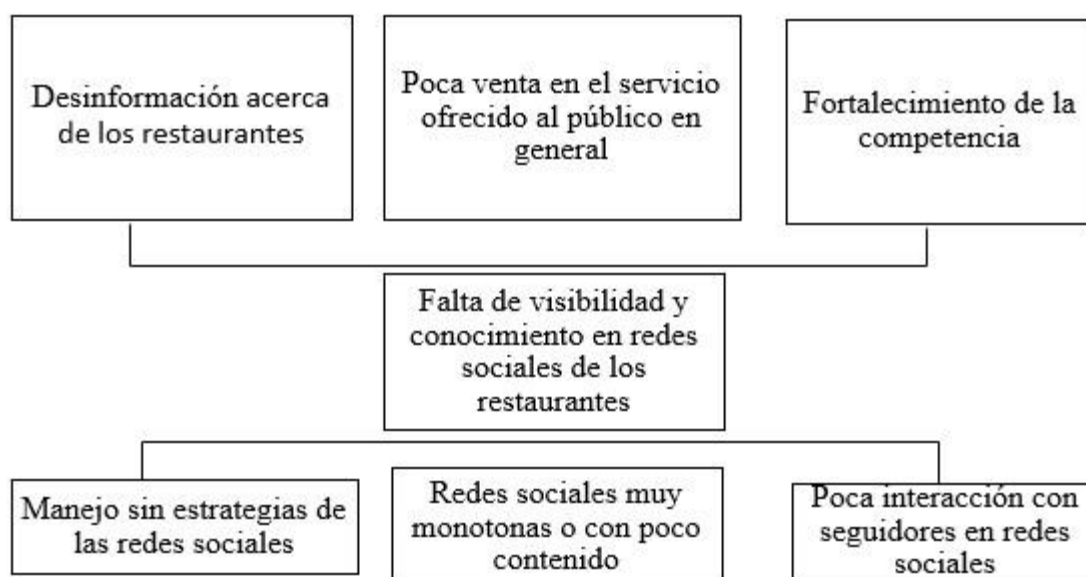 Desinformación acerca
de los restaurantes
Poca venta en el servicio
ofrecido al público en
general
Fortalecimiento de la
competencia
Falta de visibilidad y
conocimiento en redes
sociales de los
restaurantes
Manejo sin estrategias de
las redes sociales
Redes sociales muy
monotonas o con poco
contenido
Poca interacción con
seguidores en redes
sociales